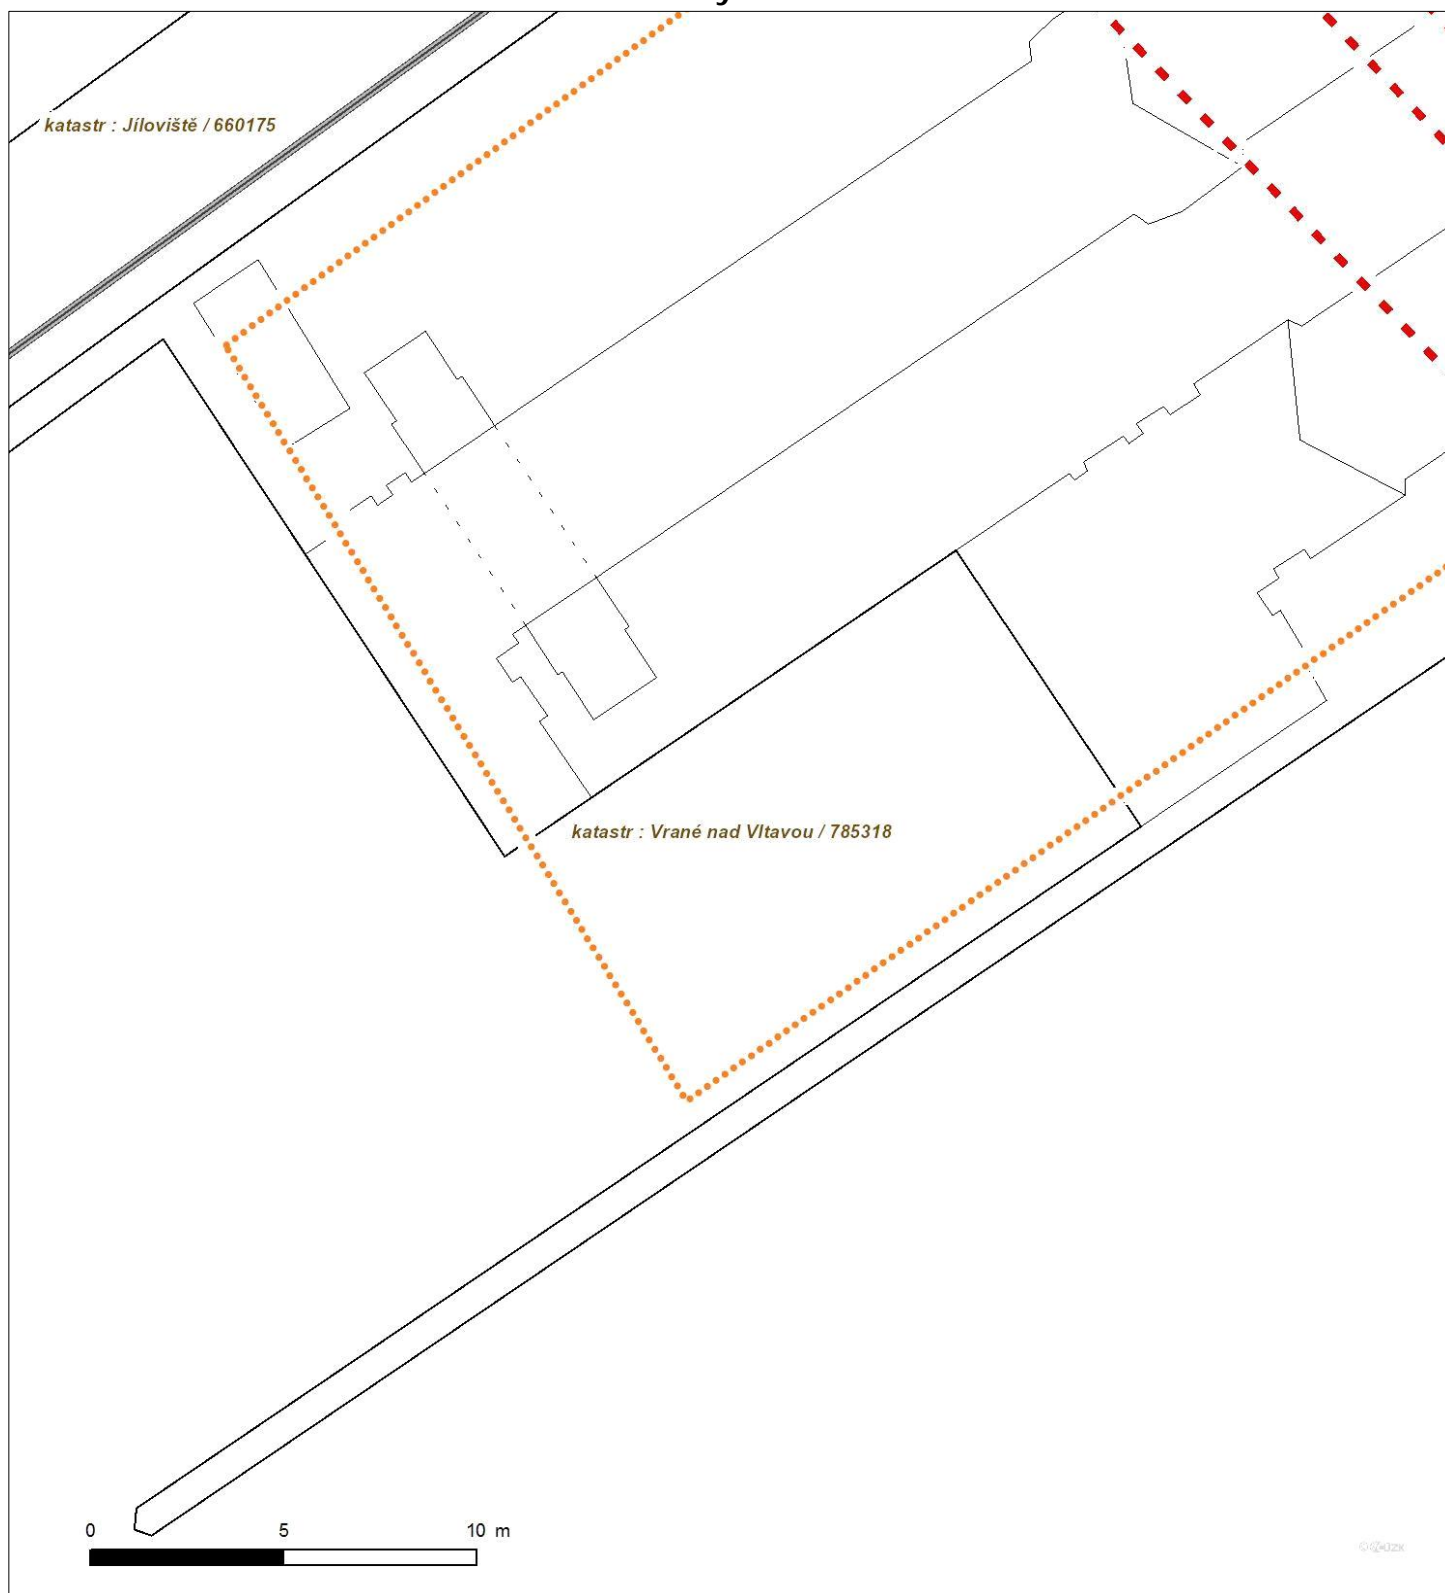 katastr : Jíloviště / 660175
katastr : Vrané nad Vltavou / 785318
0 5 10 m